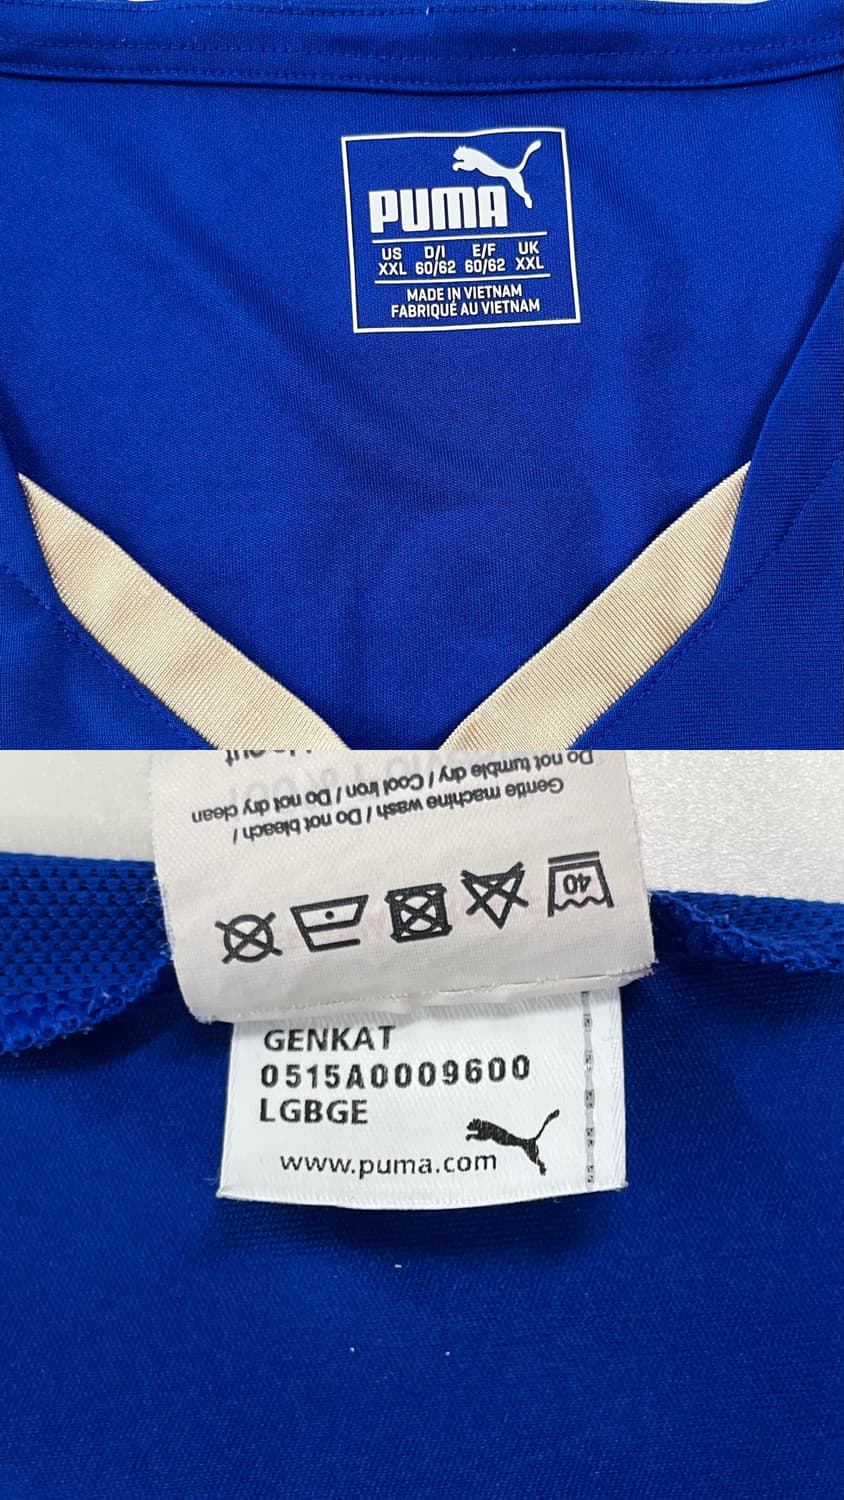 PUMA
US D/I E/F UK
XXL 60/62 60/62 XXL
MADE IN VIETNAM
FABRIQUÉ AU VIETNAM
40
Gentle machine wash / Do not bleach /
Do not tumble dry / Cool Iron / Do not dry clean
GENKAT
0515A0009600
LGBGE
www.puma.com